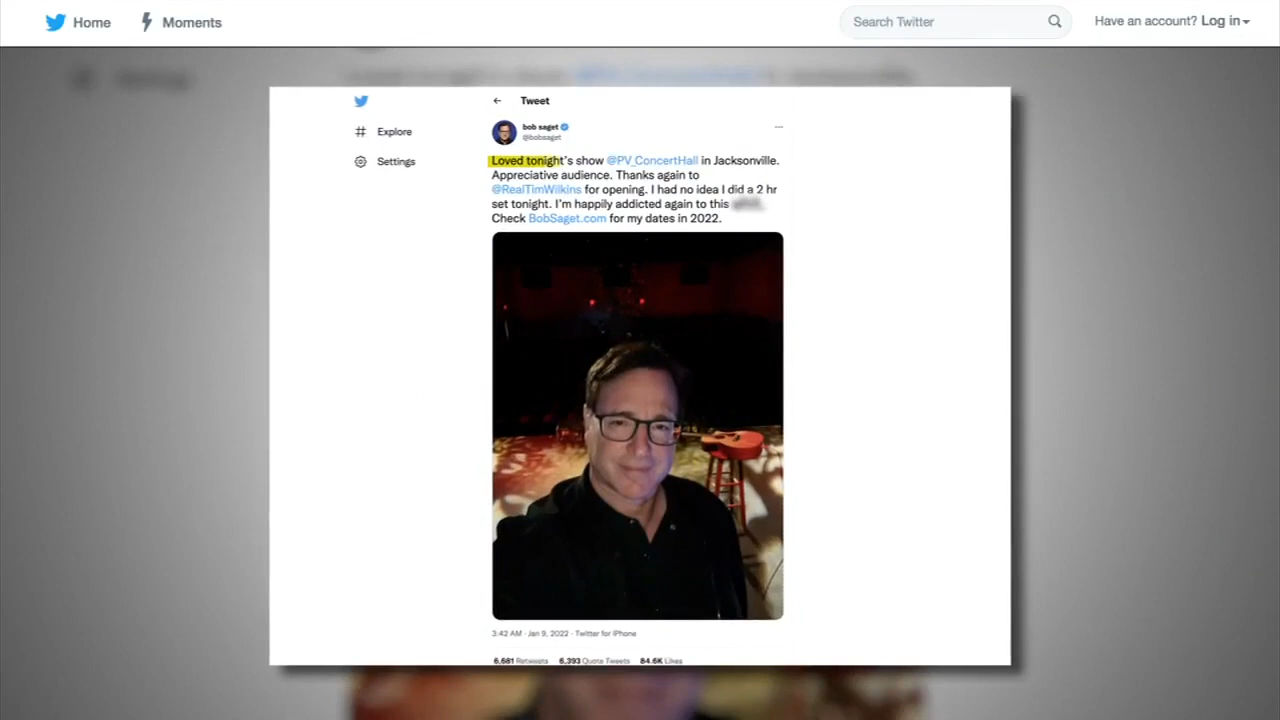 Home
Moments
Search Twitter
Have an account? Log in
Explore
Settings
Tweet
bob saget
@bobsaget
Loved tonight's show @PV_ConcertHall in Jacksonville.
Appreciative audience. Thanks again to
@RealTimWilkins for opening. I had no idea I did a 2 hr
set tonight. I'm happily addicted again to this
Check BobSaget.com for my dates in 2022.
3:42 AM · Jan 9, 2022 · Twitter for iPhone
6,681 Retweets 6,393 Quote Tweets 84.6K Likes